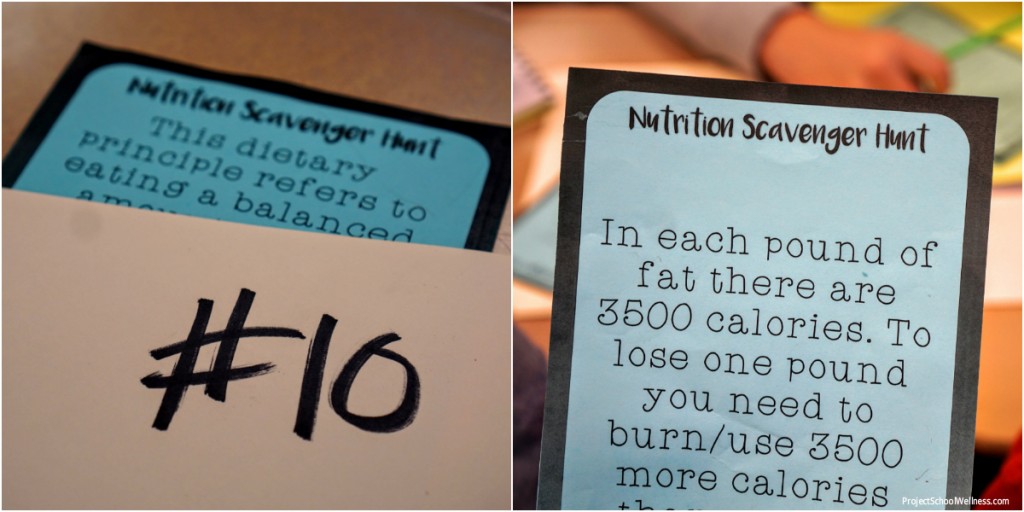 Nutrition Scavenger Hunt
This dietary
principle refers to
eating a balanced
#10
Nutrition Scavenger Hunt
In each pound of
fat there are
3500 calories. To
lose one pound
you need to
burn/use 3500
more calories
ProjectSchoolWellness.com